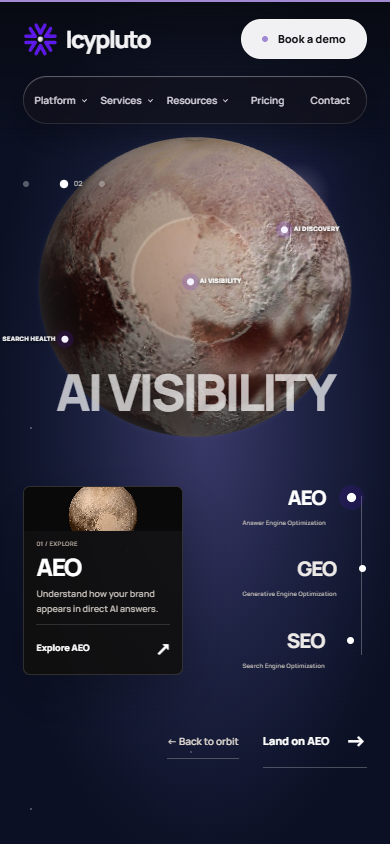 Icypluto
Book a demo
Platform
Services
Resources
Pricing
Contact
02
AI DISCOVERY
AI VISIBILITY
SEARCH HEALTH
AI VISIBILITY
01 / EXPLORE
AEO
Understand how your brand
appears in direct AI answers.
Explore AEO ↗
AEO
Answer Engine Optimization
GEO
Generative Engine Optimization
SEO
Search Engine Optimization
← Back to orbit
Land on AEO →